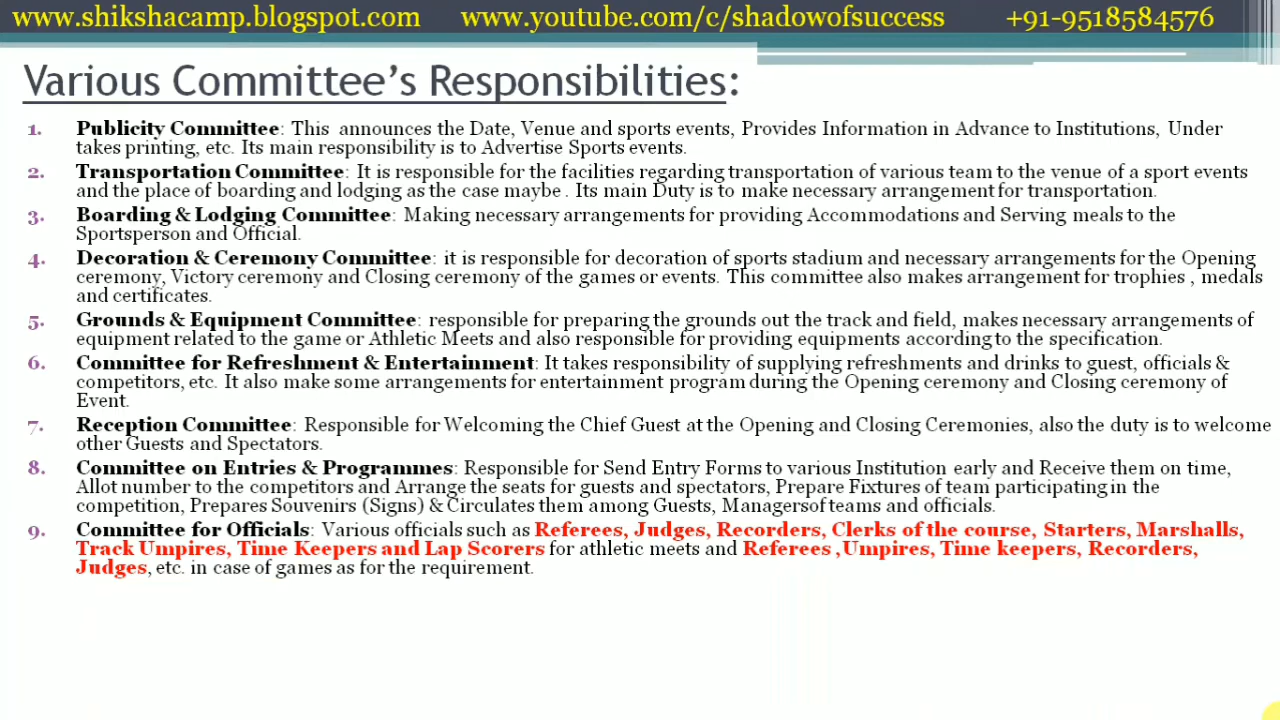 www.shikshacamp.blogspot.com www.youtube.com/c/shadowofsuccess +91-9518584576
Various Committee's Responsibilities:
1. Publicity Committee: This announces the Date, Venue and sports events, Provides Information in Advance to Institutions, Under
takes printing, etc. Its main responsibility is to Advertise Sports events.
2. Transportation Committee: It is responsible for the facilities regarding transportation of various team to the venue of a sport events
and the place of boarding and lodging as the case maybe . Its main Duty is to make necessary arrangement for transportation.
3. Boarding & Lodging Committee: Making necessary arrangements for providing Accommodations and Serving meals to the
Sportsperson and Official.
4. Decoration & Ceremony Committee: it is responsible for decoration of sports stadium and necessary arrangements for the Opening
ceremony, Victory ceremony and Closing ceremony of the games or events. This committee also makes arrangement for trophies , medals
and certificates.
5. Grounds & Equipment Committee: responsible for preparing the grounds out the track and field, makes necessary arrangements of
equipment related to the game or Athletic Meets and also responsible for providing equipments according to the specification.
6. Committee for Refreshment & Entertainment: It takes responsibility of supplying refreshments and drinks to guest, officials &
competitors, etc. It also make some arrangements for entertainment program during the Opening ceremony and Closing ceremony of
Event.
7. Reception Committee: Responsible for Welcoming the Chief Guest at the Opening and Closing Ceremonies, also the duty is to welcome
other Guests and Spectators.
8. Committee on Entries & Programmes: Responsible for Send Entry Forms to various Institution early and Receive them on time,
Allot number to the competitors and Arrange the seats for guests and spectators, Prepare Fixtures of team participating in the
competition, Prepares Souvenirs (Signs) & Circulates them among Guests, Managersof teams and officials.
9. Committee for Officials: Various officials such as Referees, Judges, Recorders, Clerks of the course, Starters, Marshalls,
Track Umpires, Time Keepers and Lap Scorers for athletic meets and Referees ,Umpires, Time keepers, Recorders,
Judges, etc. in case of games as for the requirement.